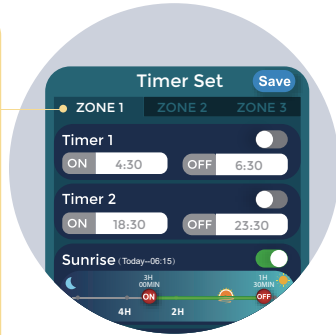 Timer Set Save
ZONE 1 ZONE 2 ZONE 3
Timer 1
ON 4:30 OFF 6:30
Timer 2
ON 18:30 OFF 23:30
Sunrise (Today--06:15)
3H 1H
00MIN 30MIN
ON OFF
4H 2H